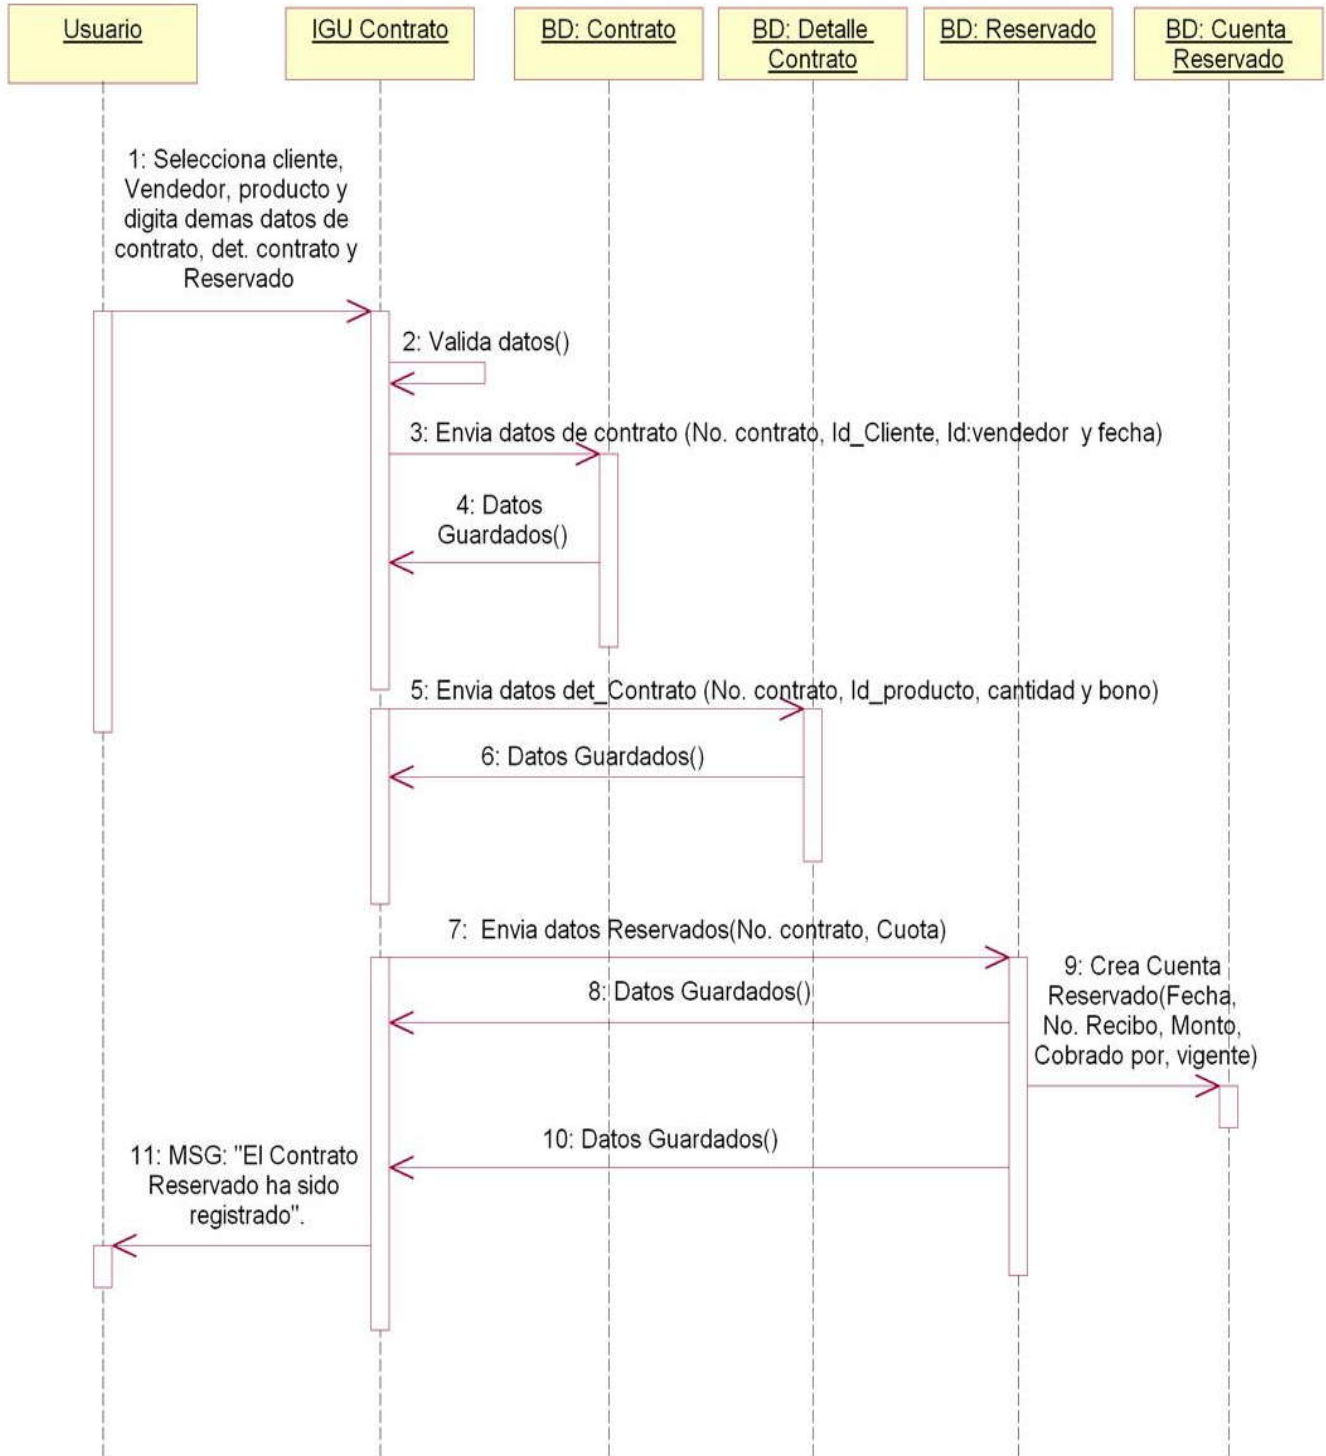 Usuario
IGU Contrato
BD: Contrato
BD: Detalle
Contrato
BD: Reservado
BD: Cuenta
Reservado
1: Selecciona cliente,
Vendedor, producto y
digita demas datos de
contrato, det. contrato y
Reservado
2: Valida datos()
3: Envia datos de contrato (No. contrato, Id_Cliente, Id:vendedor y fecha)
4: Datos
Guardados()
5: Envia datos det_Contrato (No. contrato, Id_producto, cantidad y bono)
6: Datos Guardados()
7: Envia datos Reservados(No. contrato, Cuota)
8: Datos Guardados()
9: Crea Cuenta
Reservado(Fecha,
No. Recibo, Monto,
Cobrado por, vigente)
10: Datos Guardados()
11: MSG: "El Contrato
Reservado ha sido
registrado".